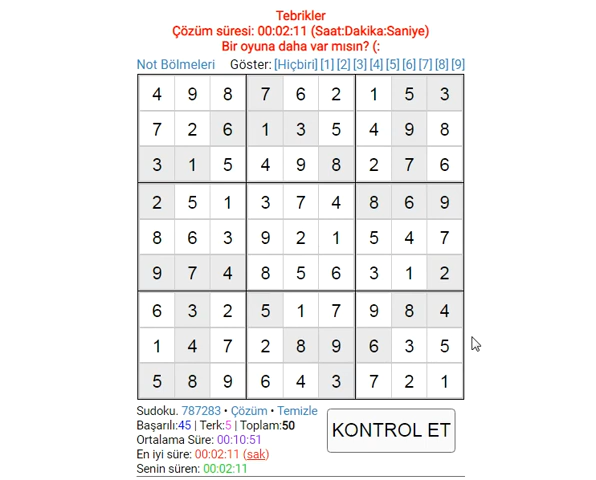 Tebrikler
Çözüm süresi: 00:02:11 (Saat:Dakika:Saniye)
Bir oyuna daha var mısın? (:
Not Bölmeleri Göster: [Hiçbiri] [1] [2] [3] [4] [5] [6] [7] [8] [9]
4 9 8 7 6 2 1 5 3
7 2 6 1 3 5 4 9 8
3 1 5 4 9 8 2 7 6
2 5 1 3 7 4 8 6 9
8 6 3 9 2 1 5 4 7
9 7 4 8 5 6 3 1 2
6 3 2 5 1 7 9 8 4
1 4 7 2 8 9 6 3 5
5 8 9 6 4 3 7 2 1
Sudoku. 787283 • Çözüm • Temizle
Başarılı:45 | Terk:5 | Toplam:50
Ortalama Süre: 00:10:51
En iyi süre: 00:02:11 (sak)
Senin süren: 00:02:11
KONTROL ET